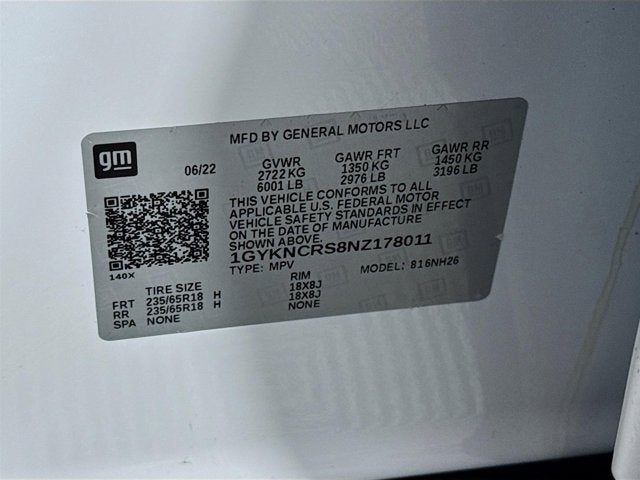 MFD BY GENERAL MOTORS LLC
gm
06/22 GVWR GAWR FRT GAWR RR
2722 KG 1350 KG 1450 KG
6001 LB 2976 LB 3196 LB
THIS VEHICLE CONFORMS TO ALL
APPLICABLE U.S. FEDERAL MOTOR
VEHICLE SAFETY STANDARDS IN EFFECT
ON THE DATE OF MANUFACTURE
SHOWN ABOVE.
1GYKNCRS8NZ178011
TYPE: MPV MODEL: 816NH26
140X
TIRE SIZE RIM
FRT 235/65R18 H 18X8J
RR 235/65R18 H 18X8J
SPA NONE NONE